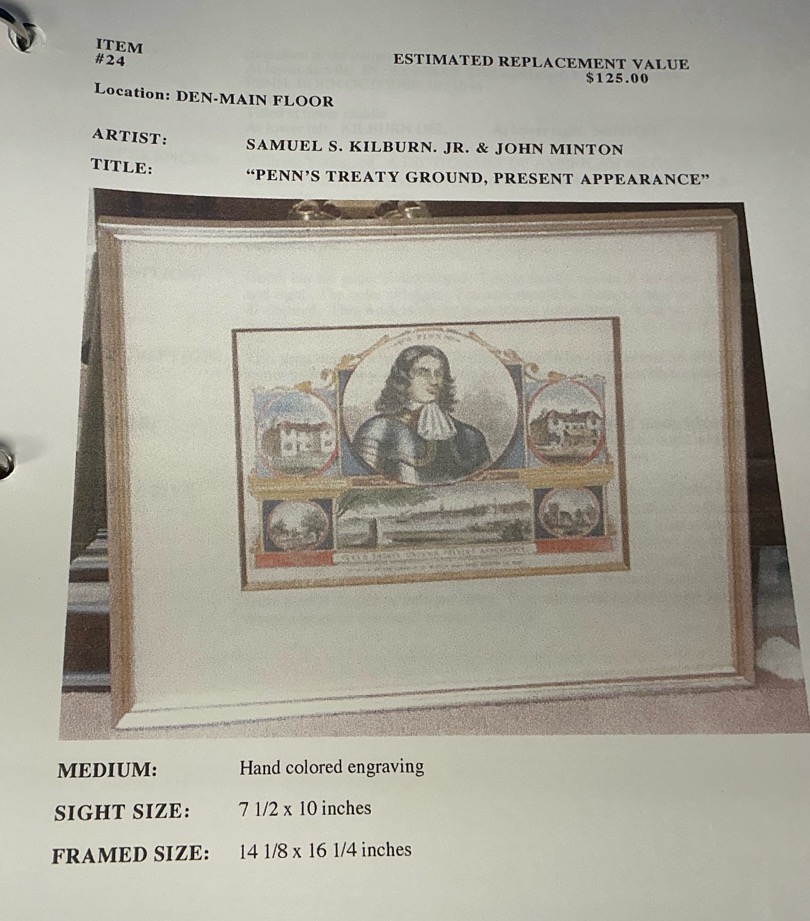 ITEM
#24
ESTIMATED REPLACEMENT VALUE
$125.00
Location: DEN-MAIN FLOOR
ARTIST: SAMUEL S. KILBURN. JR. & JOHN MINTON
TITLE: “PENN’S TREATY GROUND, PRESENT APPEARANCE”
MEDIUM: Hand colored engraving
SIGHT SIZE: 7 1/2 x 10 inches
FRAMED SIZE: 14 1/8 x 16 1/4 inches